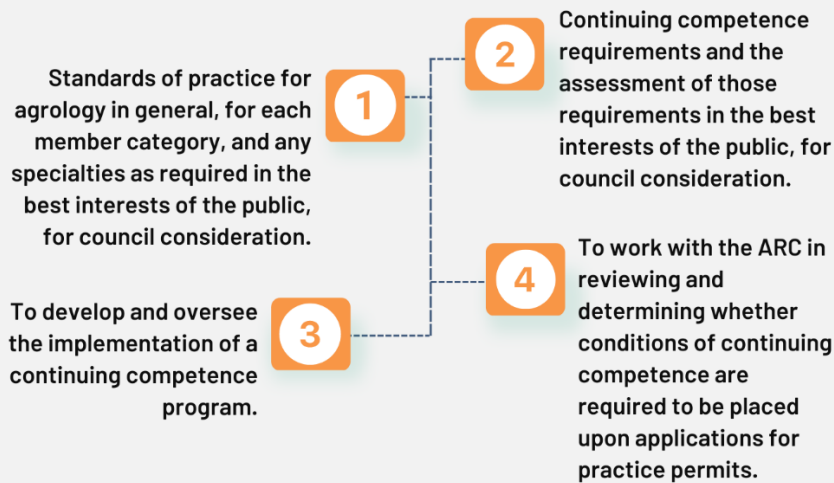 1
Standards of practice for
agrology in general, for each
member category, and any
specialties as required in the
best interests of the public,
for council consideration.
2
Continuing competence
requirements and the
assessment of those
requirements in the best
interests of the public, for
council consideration.
3
To develop and oversee
the implementation of a
continuing competence
program.
4
To work with the ARC in
reviewing and
determining whether
conditions of continuing
competence are
required to be placed
upon applications for
practice permits.